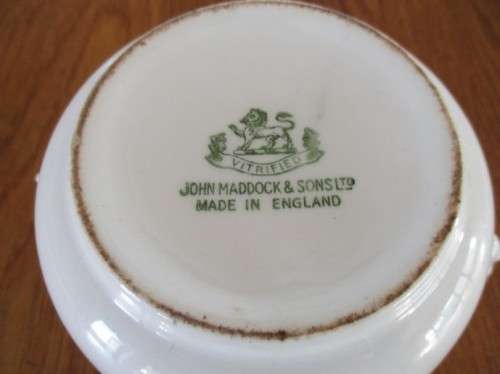 VITRIFIED
JOHN MADDOCK & SONS LTD
MADE IN ENGLAND